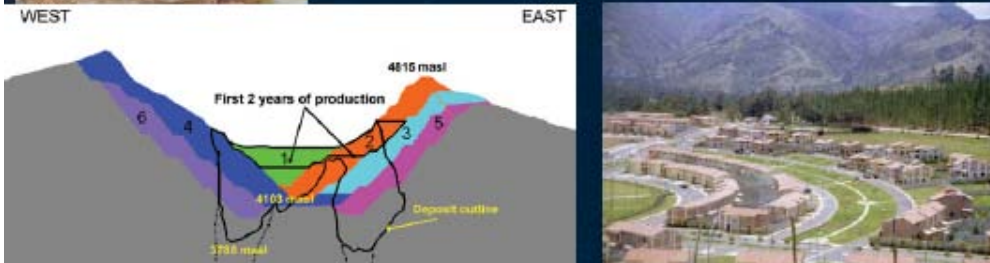 WEST
EAST
4815 masl
First 2 years of production
6
4
1
2
3
5
4103 masl
Deposit outline
3788 masl